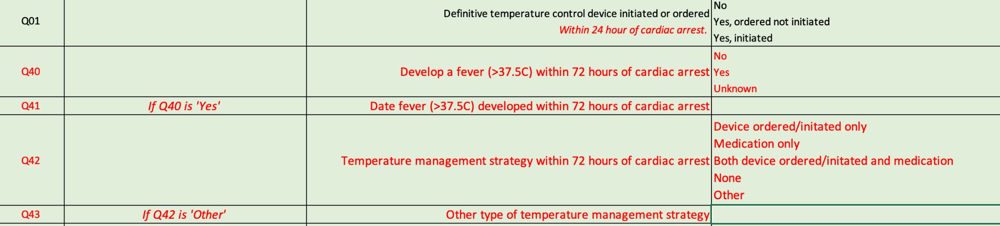 Q01
Definitive temperature control device initiated or ordered
Within 24 hour of cardiac arrest.
No
Yes, ordered not initiated
Yes, initiated
Q40
Develop a fever (>37.5C) within 72 hours of cardiac arrest
No
Yes
Unknown
Q41
If Q40 is 'Yes'
Date fever (>37.5C) developed within 72 hours of cardiac arrest
Q42
Temperature management strategy within 72 hours of cardiac arrest
Device ordered/initated only
Medication only
Both device ordered/initated and medication
None
Other
Q43
If Q42 is 'Other'
Other type of temperature management strategy